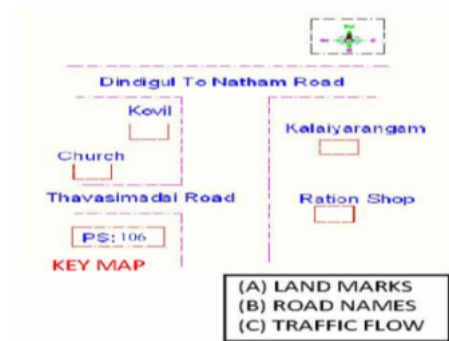 Dindigul To Natham Road
Kovil
Kalaiyarangam
Church
Thavasimadai Road
Ration Shop
PS: 106
KEY MAP
(A) LAND MARKS
(B) ROAD NAMES
(C) TRAFFIC FLOW